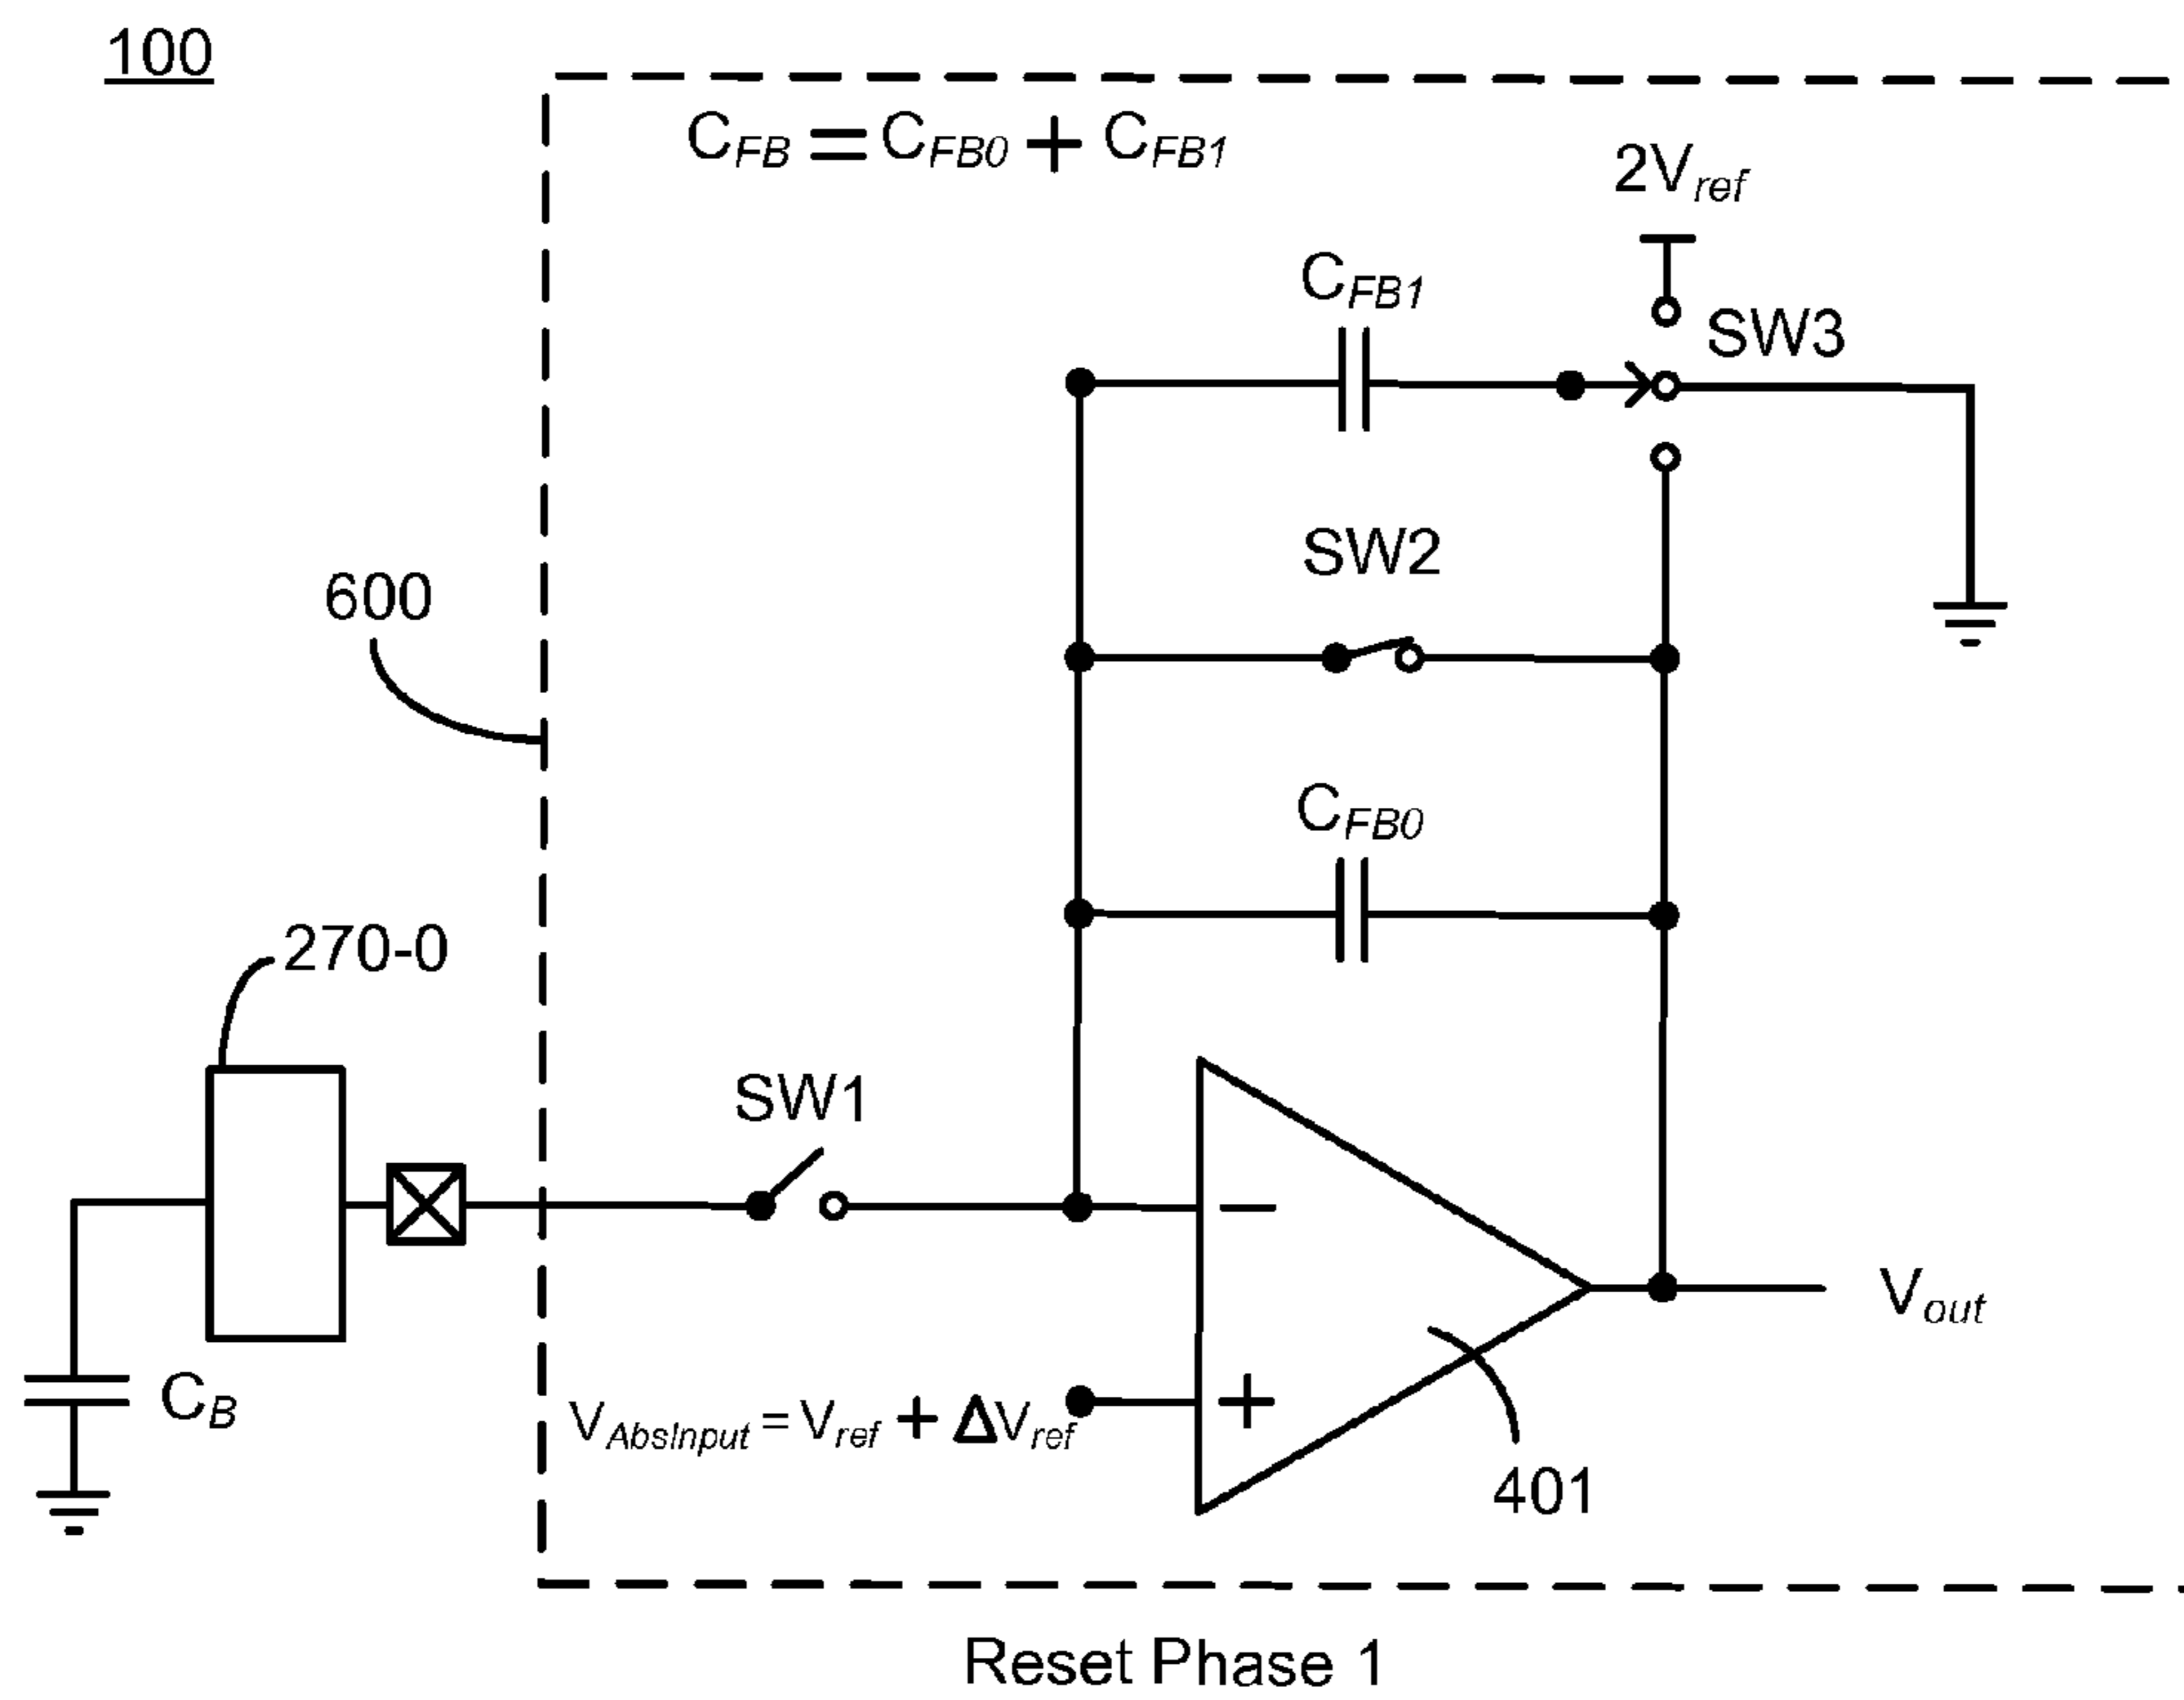 100
C_FB = C_FB0 + C_FB1
2V_ref
C_FB1
SW3
SW2
600
C_FB0
270-0
SW1
C_B
V_AbsInput = V_ref + ΔV_ref
−
+
V_out
401
Reset Phase 1